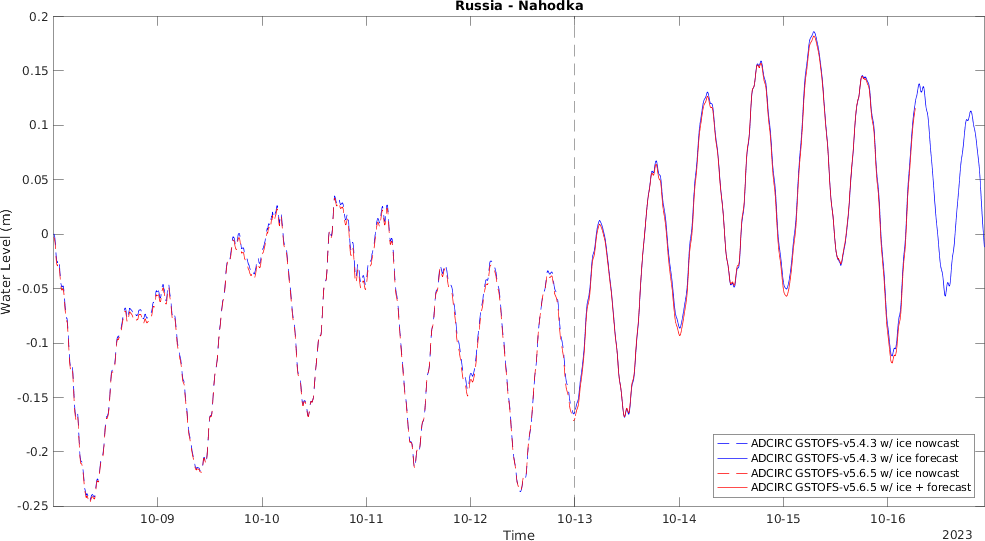 Russia - Nahodka
0.2
0.15
0.1
0.05
0
-0.05
-0.1
-0.15
-0.2
-0.25
Water Level (m)
ADCIRC GSTOFS-v5.4.3 w/ ice nowcast
ADCIRC GSTOFS-v5.4.3 w/ ice forecast
ADCIRC GSTOFS-v5.6.5 w/ ice nowcast
ADCIRC GSTOFS-v5.6.5 w/ ice + forecast
10-09 10-10 10-11 10-12 10-13 10-14 10-15 10-16
Time
2023